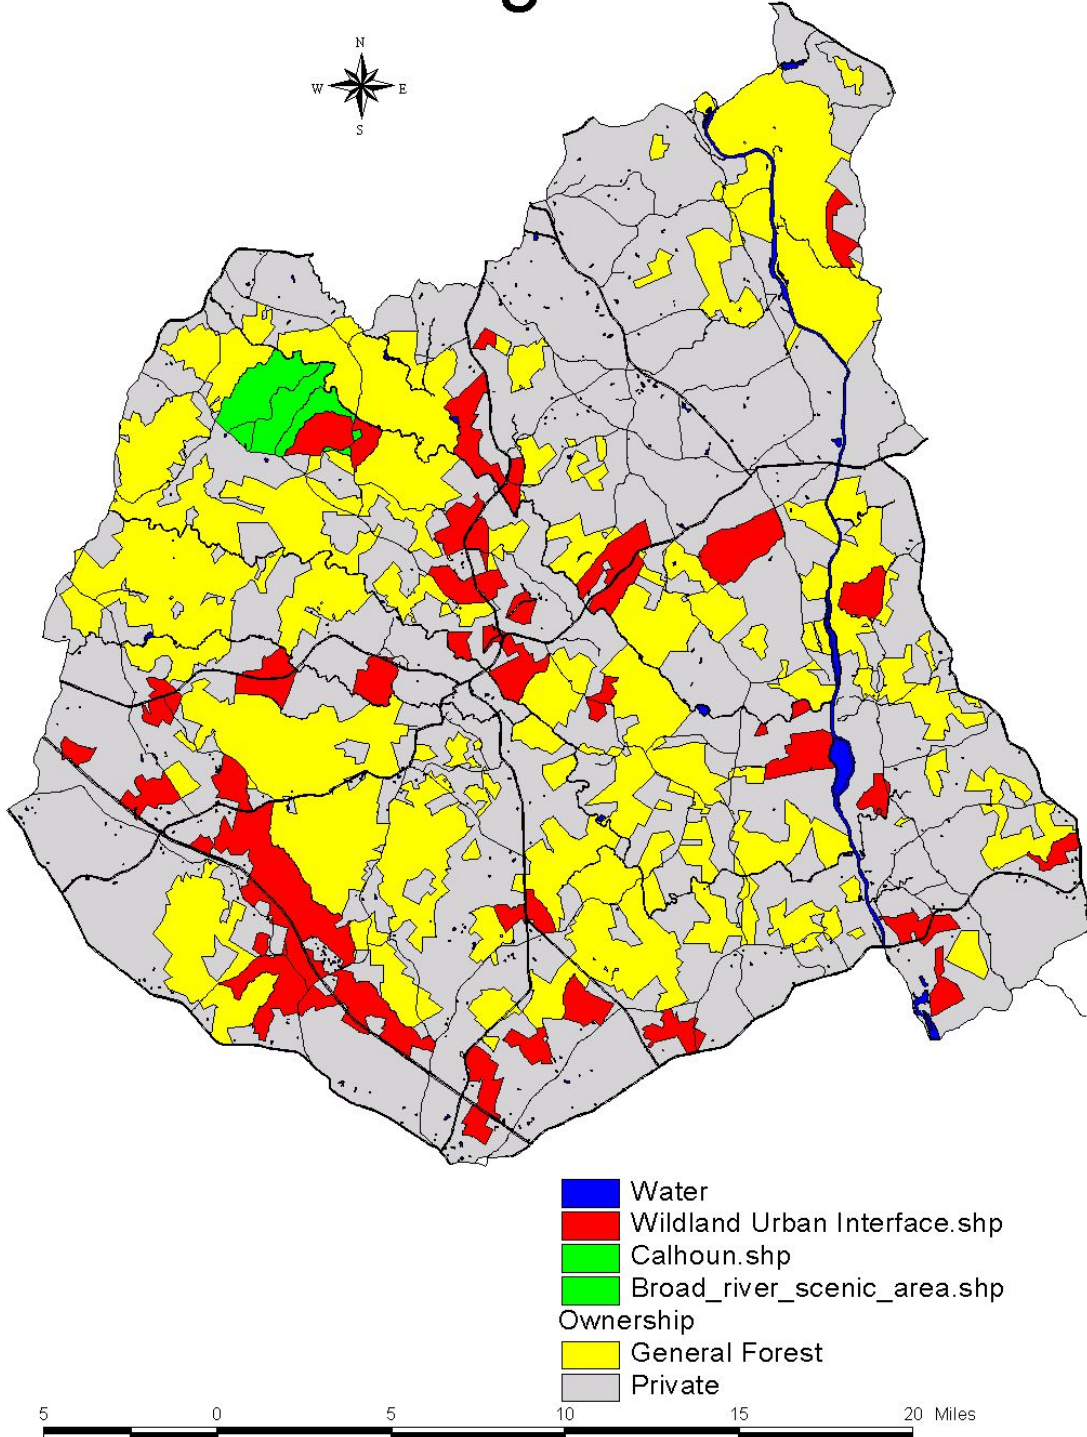 N
W E
S
Water
Wildland Urban Interface.shp
Calhoun.shp
Broad_river_scenic_area.shp
Ownership
General Forest
Private
5 0 5 10 15 20 Miles